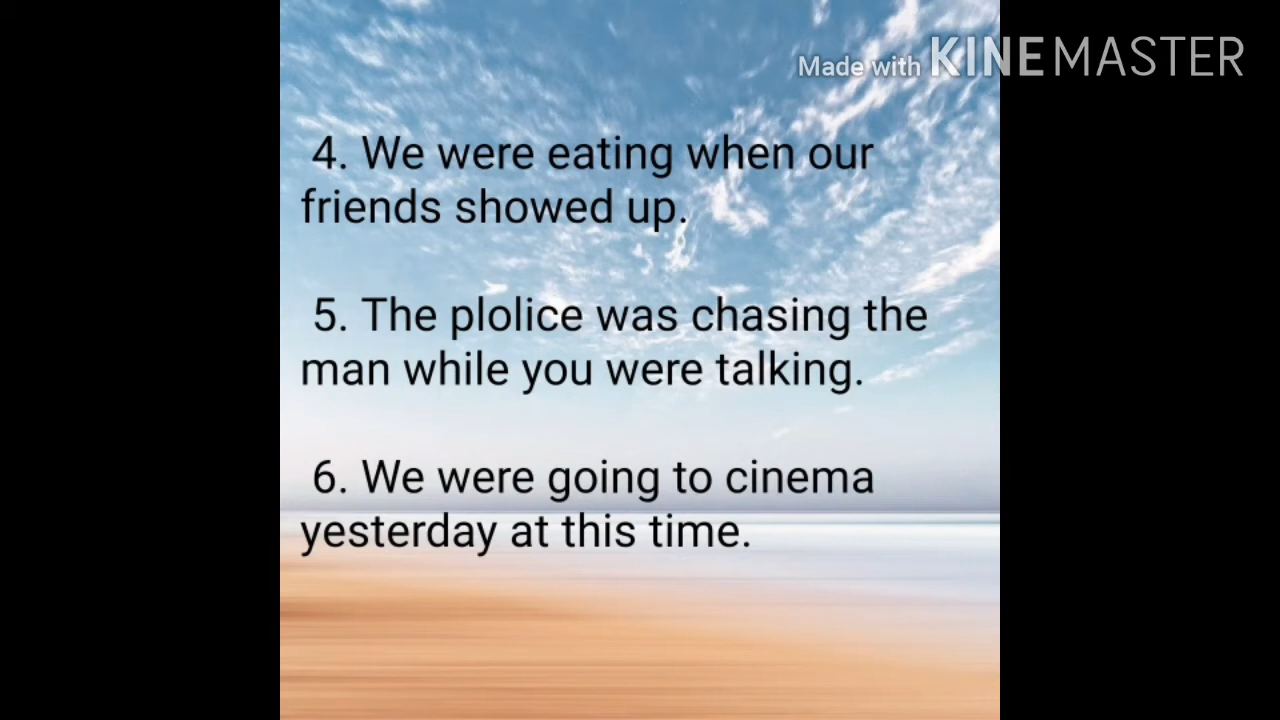 Made with KINEMASTER
4. We were eating when our
friends showed up.
5. The plolice was chasing the
man while you were talking.
6. We were going to cinema
yesterday at this time.